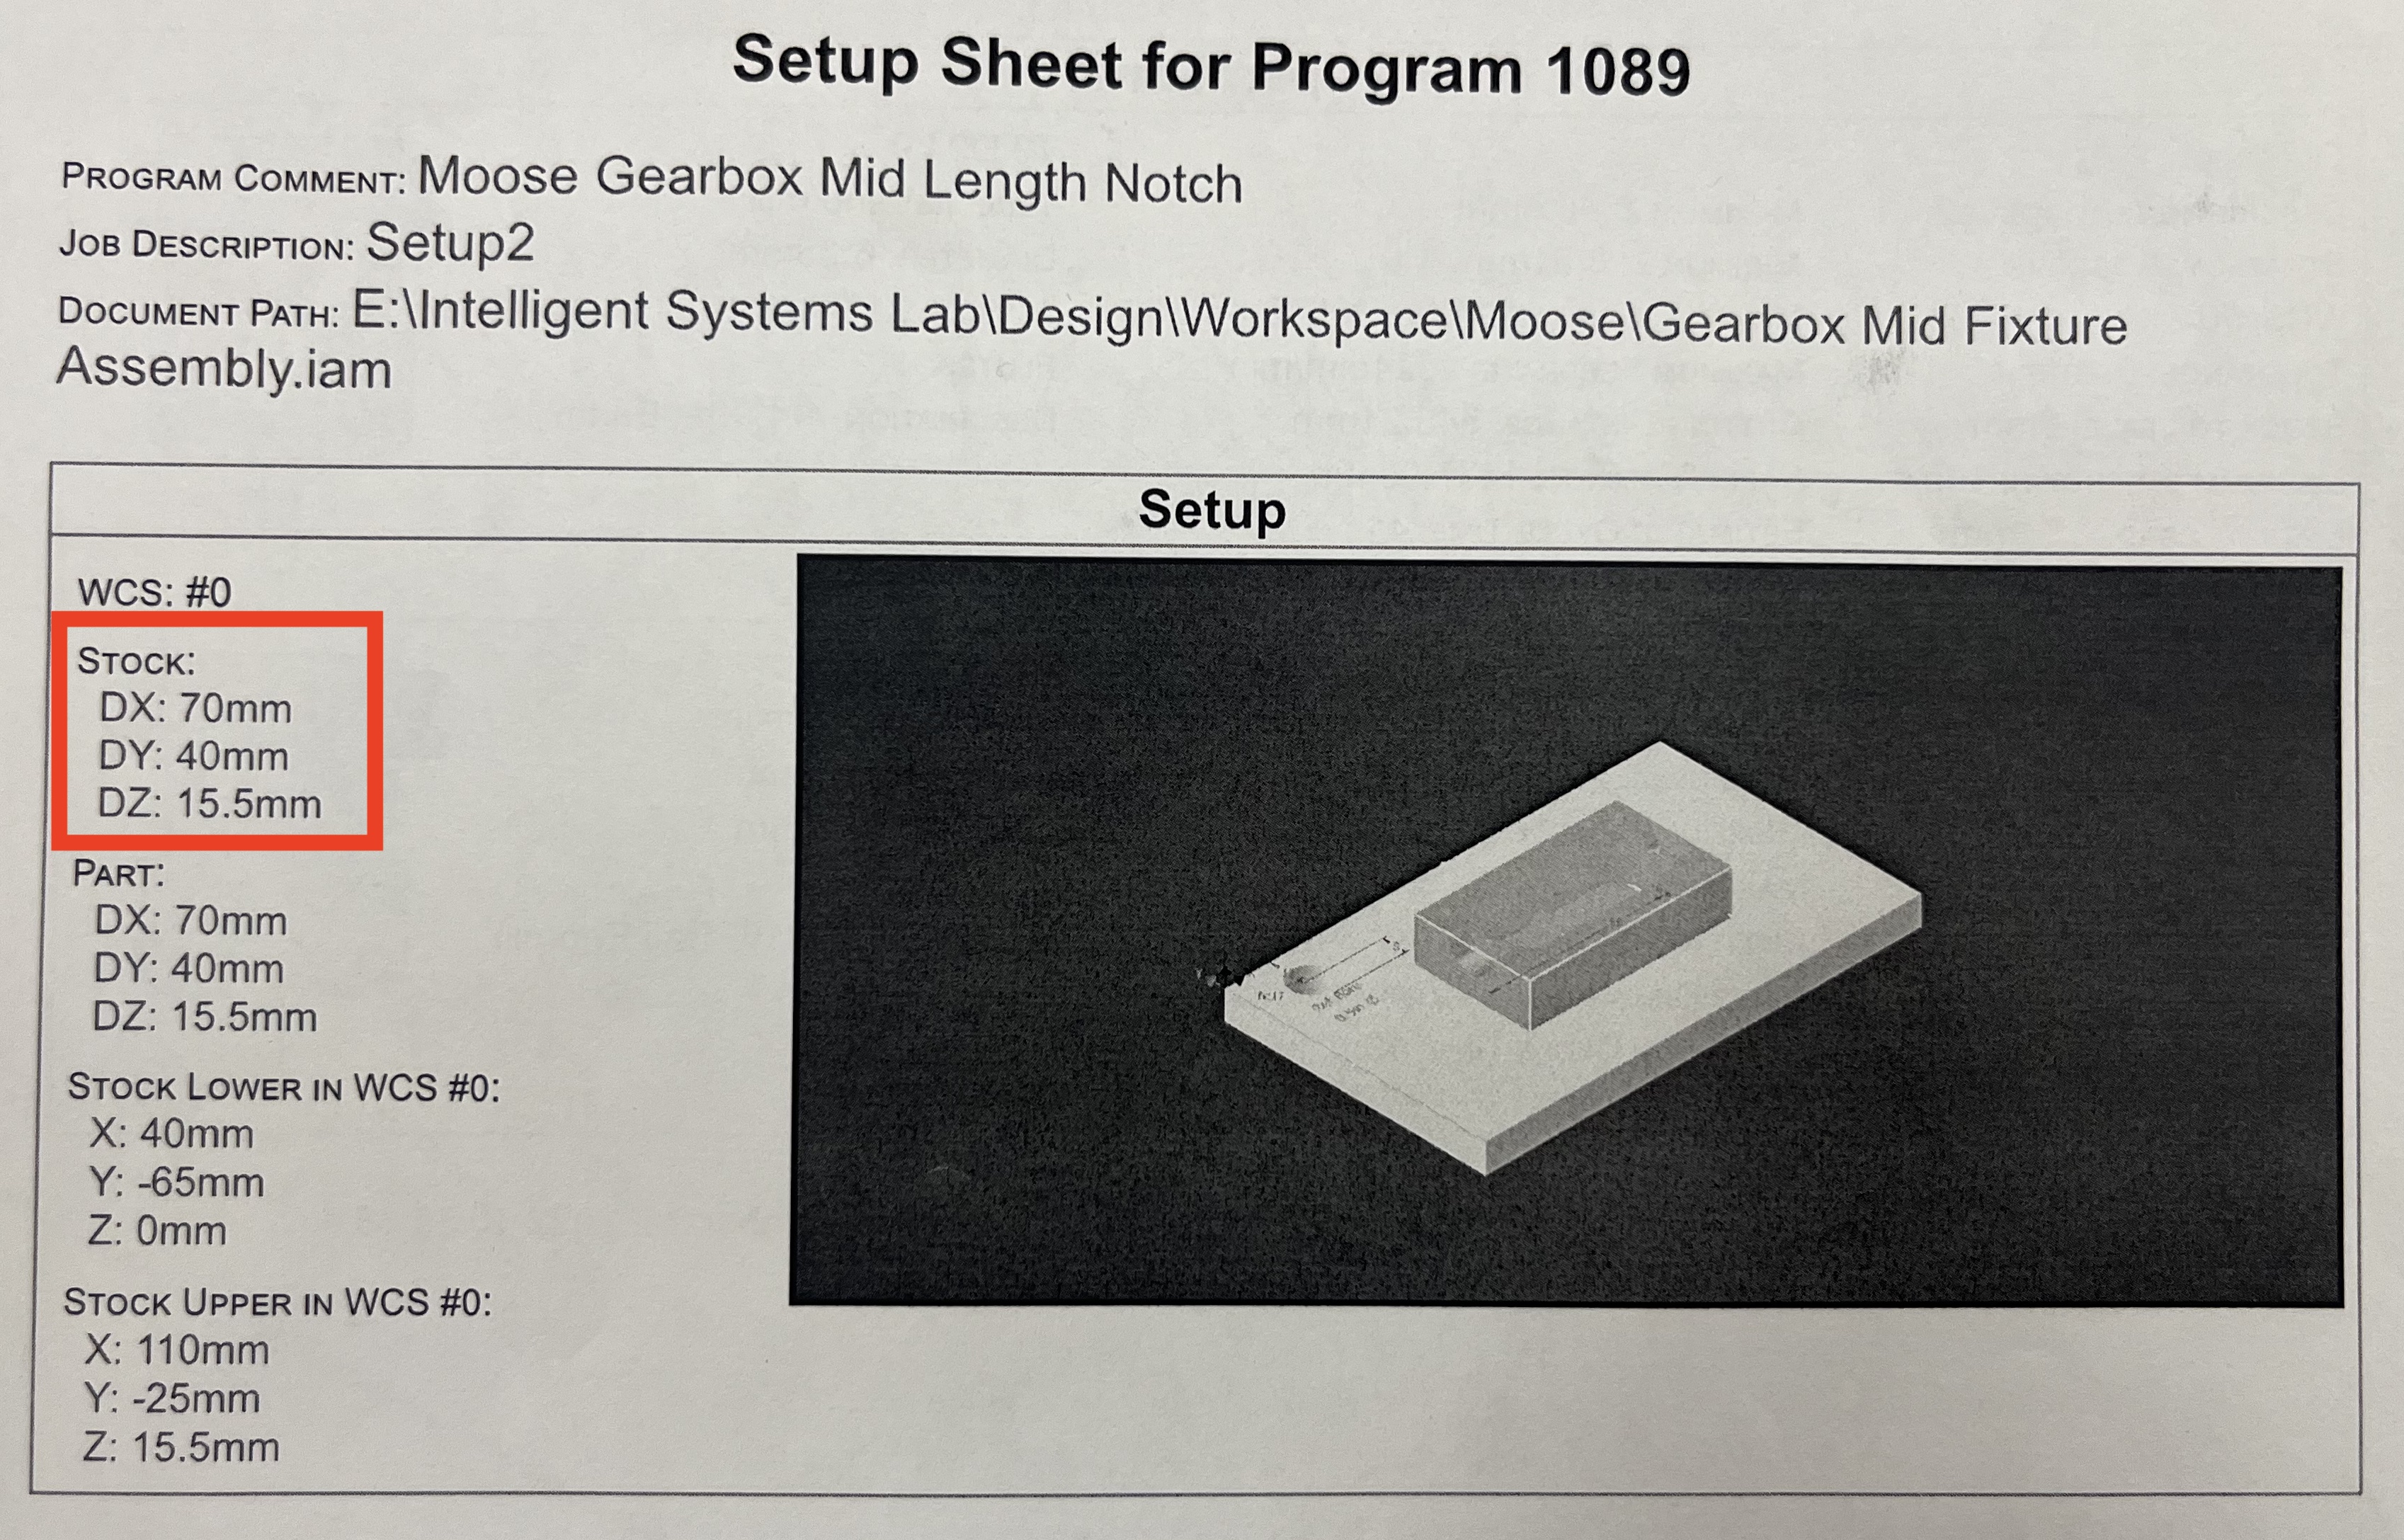 Setup Sheet for Program 1089
PROGRAM COMMENT: Moose Gearbox Mid Length Notch
JOB DESCRIPTION: Setup2
DOCUMENT PATH: E:\Intelligent Systems Lab\Design\Workspace\Moose\Gearbox Mid Fixture
Assembly.iam
Setup
WCS: #0
STOCK:
DX: 70mm
DY: 40mm
DZ: 15.5mm
PART:
DX: 70mm
DY: 40mm
DZ: 15.5mm
STOCK LOWER IN WCS #0:
X: 40mm
Y: -65mm
Z: 0mm
STOCK UPPER IN WCS #0:
X: 110mm
Y: -25mm
Z: 15.5mm